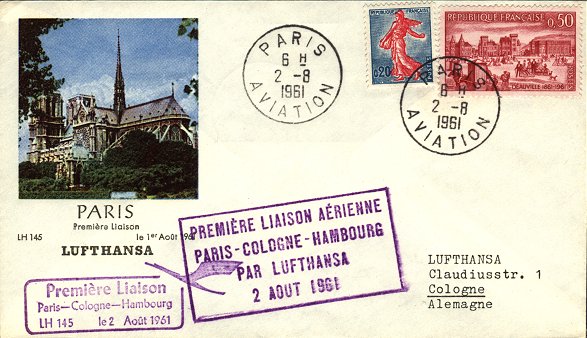 PARIS
6 H
2 - 8
1961
AVIATION
REPUBLIQUE FRANÇAISE
0,20
REPUBLIQUE FRANÇAISE
0,50
DEAUVILLE 1861-1961
PARIS
6 H
2 - 8
1961
AVIATION
PARIS
Première Liaison
LH 145 le 1er Août 1961
LUFTHANSA
Première Liaison
Paris—Cologne—Hambourg
LH 145 le 2 Août 1961
PREMIÈRE LIAISON AÉRIENNE
PARIS-COLOGNE-HAMBOURG
PAR LUFTHANSA
2 AOUT 1961
LUFTHANSA
Claudiusstr. 1
Cologne
Alemagne